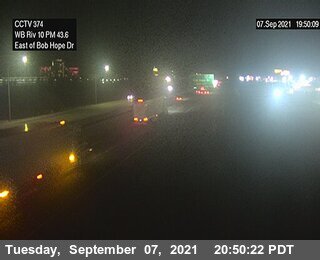 CCTV 374
WB Riv 10 PM 43.6
East of Bob Hope Dr
07.Sep 2021 19:50:09
Tuesday, September 07, 2021 20:50:22 PDT